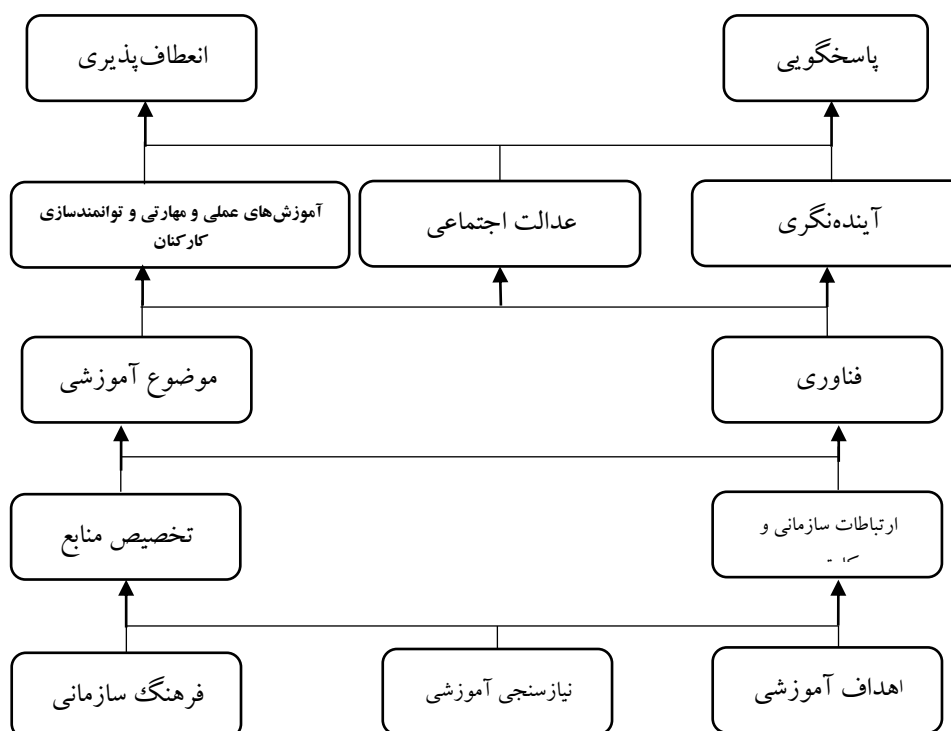 پاسخگویی
انعطاف‌پذیری
آینده‌نگری
عدالت اجتماعی
آموزش‌های عملی و مهارتی و توانمندسازی
کارکنان
فناوری
موضوع آموزشی
ارتباطات سازمانی و
تخصیص منابع
اهداف آموزشی
نیازسنجی آموزشی
فرهنگ سازمانی